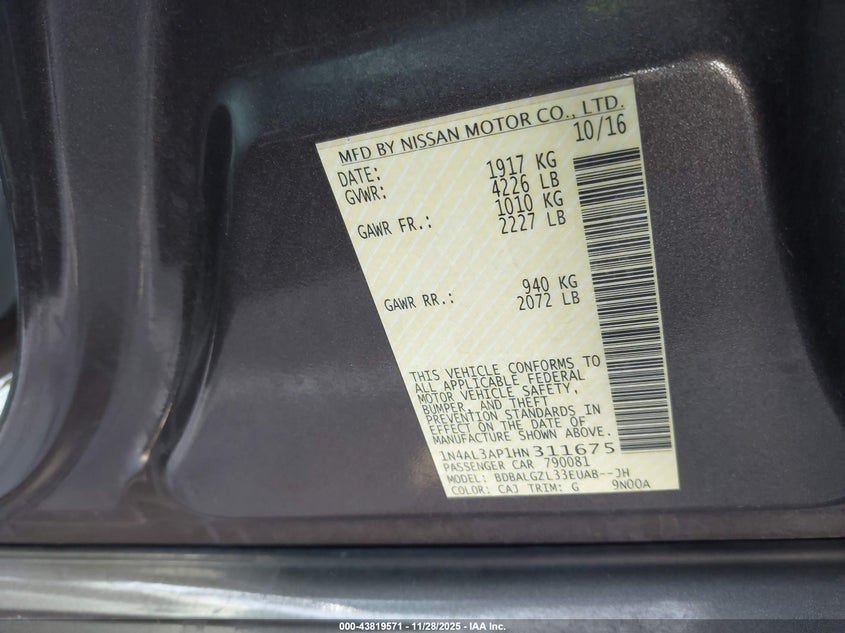 MFD BY NISSAN MOTOR CO., LTD.
DATE: 10/16
GVWR: 1917 KG
4226 LB
GAWR FR.: 1010 KG
2227 LB
GAWR RR.: 940 KG
2072 LB
THIS VEHICLE CONFORMS TO
ALL APPLICABLE FEDERAL
MOTOR VEHICLE SAFETY,
BUMPER, AND THEFT
PREVENTION STANDARDS IN
EFFECT ON THE DATE OF
MANUFACTURE SHOWN ABOVE.
1N4AL3AP1HN311675
PASSENGER CAR 790081
MODEL: BDBALGZL33EUAB--JH
COLOR: CAJ TRIM: G 9N00A
000-43819571 - 11/28/2025 - IAA Inc.